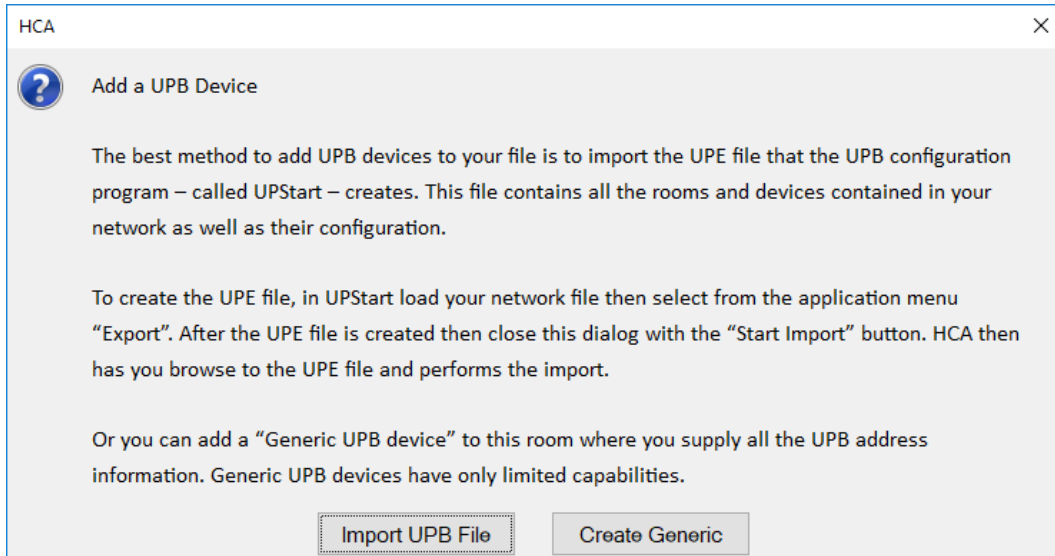 HCA
Add a UPB Device
The best method to add UPB devices to your file is to import the UPE file that the UPB configuration
program – called UPStart – creates. This file contains all the rooms and devices contained in your
network as well as their configuration.
To create the UPE file, in UPStart load your network file then select from the application menu
“Export”. After the UPE file is created then close this dialog with the “Start Import” button. HCA then
has you browse to the UPE file and performs the import.
Or you can add a “Generic UPB device” to this room where you supply all the UPB address
information. Generic UPB devices have only limited capabilities.
Import UPB File Create Generic